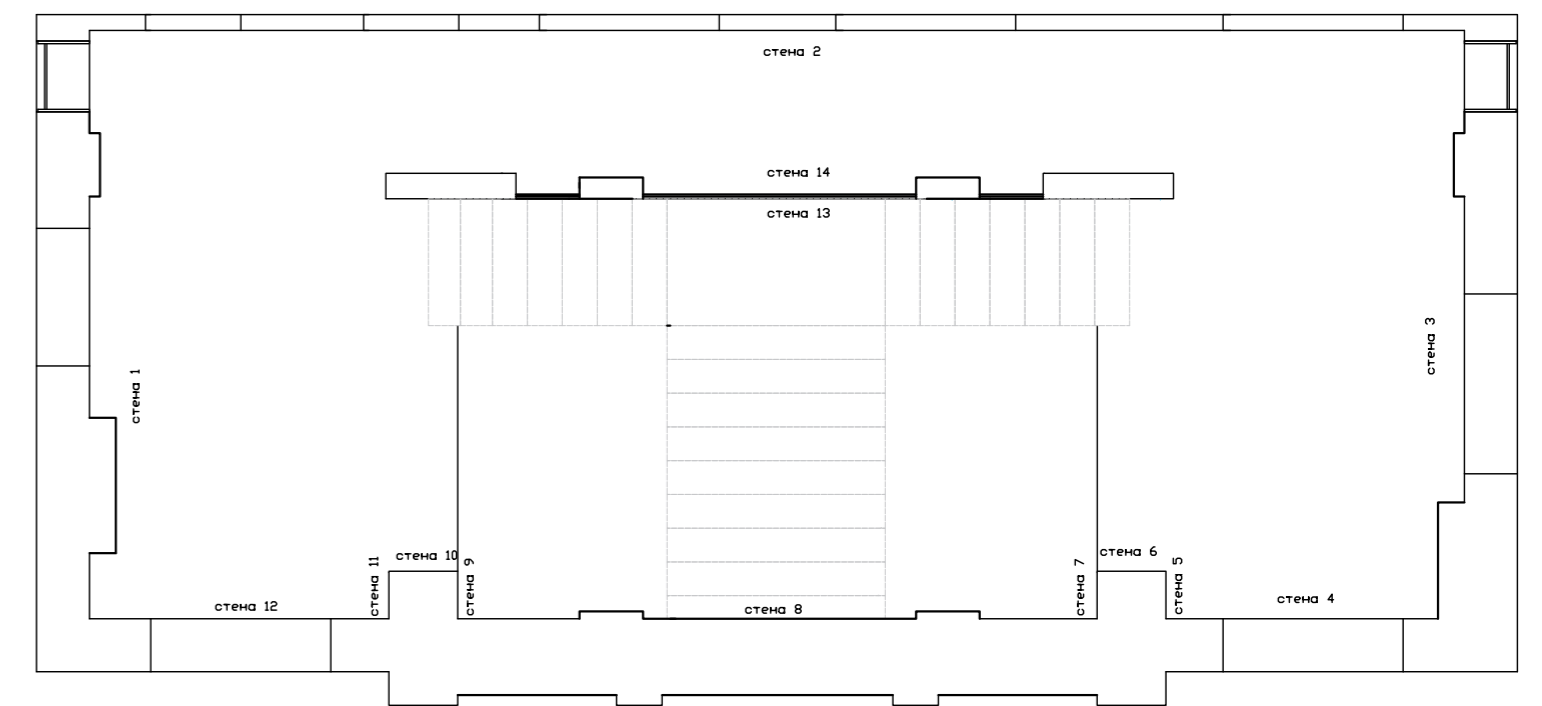 стена 2
стена 14
стена 13
стена 3
стена 1
стена 6
стена 10
стена 11
стена 9
стена 7
стена 5
стена 4
стена 12
стена 8